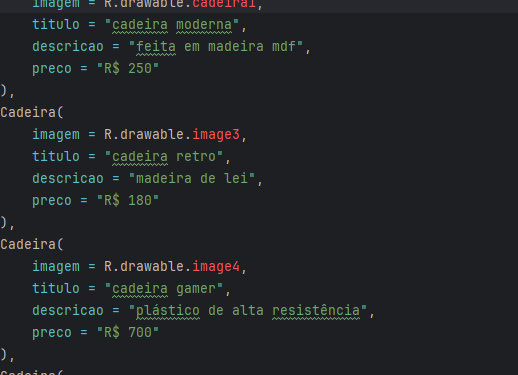 imagem = R.drawable.cadeira1,
titulo = "cadeira moderna",
descricao = "feita em madeira mdf",
preco = "R$ 250"
),
Cadeira(
imagem = R.drawable.image3,
titulo = "cadeira retro",
descricao = "madeira de lei",
preco = "R$ 180"
),
Cadeira(
imagem = R.drawable.image4,
titulo = "cadeira gamer",
descricao = "plástico de alta resistência",
preco = "R$ 700"
),
Cadeira(